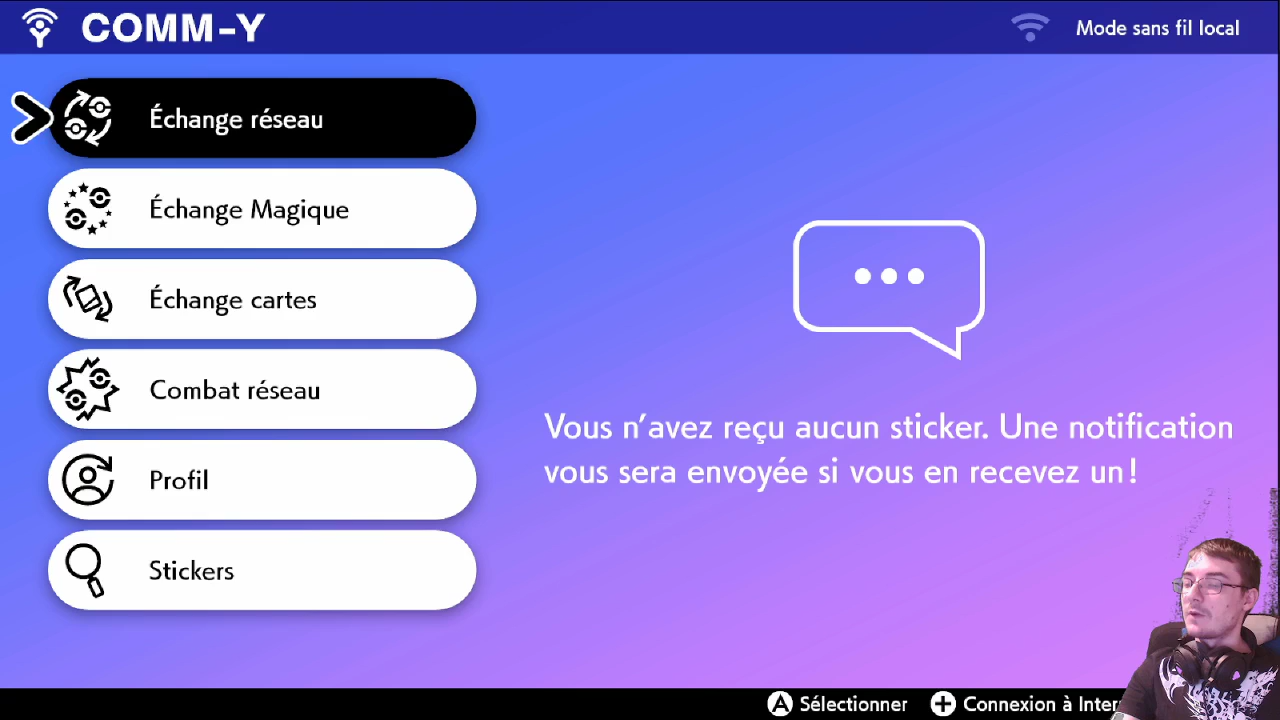 COMM-Y
Mode sans fil local
Échange réseau
Échange Magique
Échange cartes
Combat réseau
Profil
Stickers
Vous n'avez reçu aucun sticker. Une notification
vous sera envoyée si vous en recevez un !
A Sélectionner
Connexion à Inter